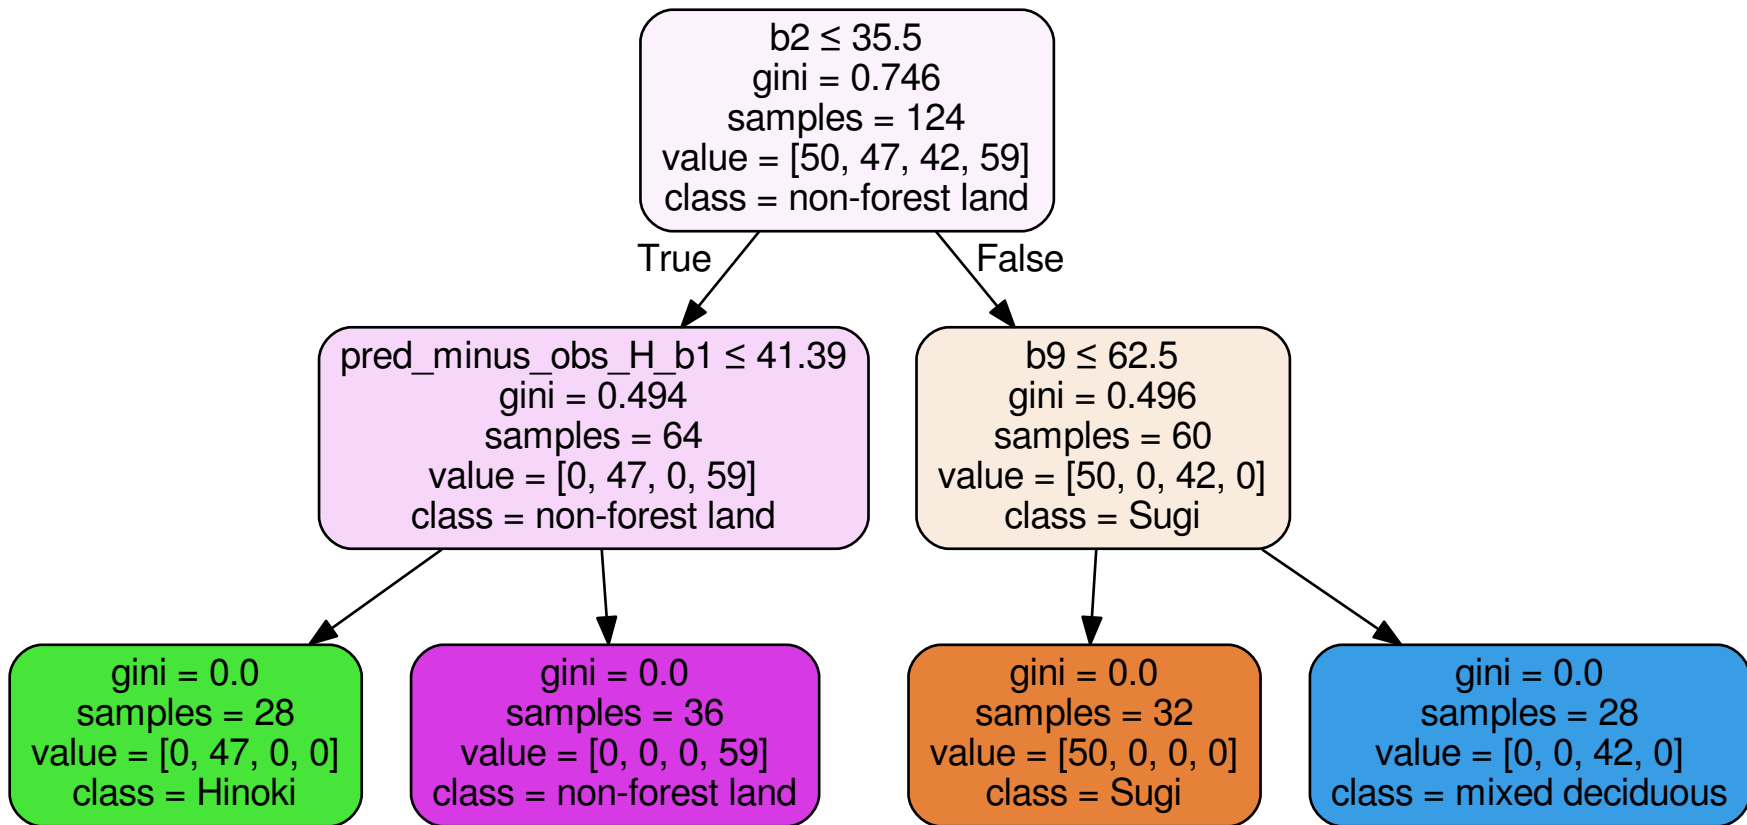 b2 ≤ 35.5
gini = 0.746
samples = 124
value = [50, 47, 42, 59]
class = non-forest land
True
False
pred_minus_obs_H_b1 ≤ 41.39
gini = 0.494
samples = 64
value = [0, 47, 0, 59]
class = non-forest land
b9 ≤ 62.5
gini = 0.496
samples = 60
value = [50, 0, 42, 0]
class = Sugi
gini = 0.0
samples = 28
value = [0, 47, 0, 0]
class = Hinoki
gini = 0.0
samples = 36
value = [0, 0, 0, 59]
class = non-forest land
gini = 0.0
samples = 32
value = [50, 0, 0, 0]
class = Sugi
gini = 0.0
samples = 28
value = [0, 0, 42, 0]
class = mixed deciduous